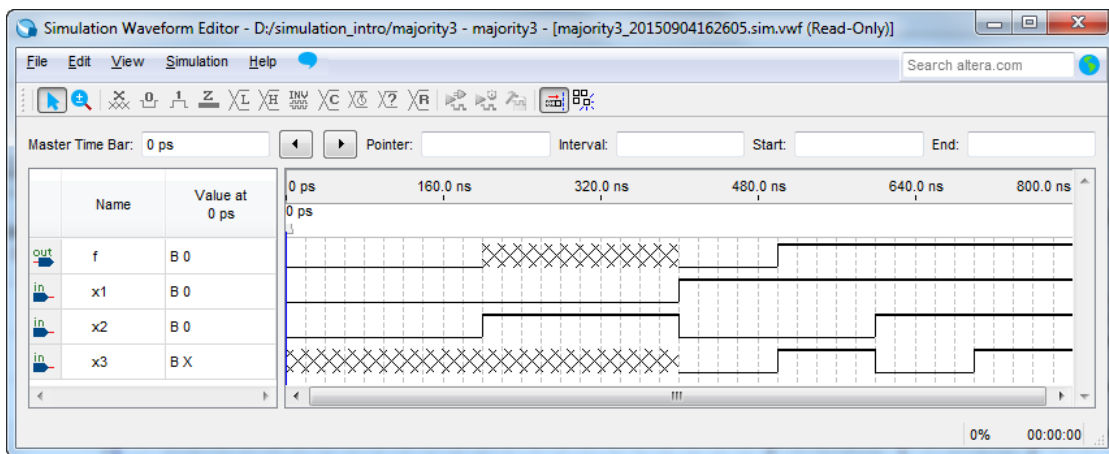 Simulation Waveform Editor - D:/simulation_intro/majority3 - majority3 - [majority3_20150904162605.sim.vwf (Read-Only)]
File Edit View Simulation Help Search altera.com
Master Time Bar: 0 ps Pointer: Interval: Start: End:
Name Value at 0 ps
0 ps 160.0 ns 320.0 ns 480.0 ns 640.0 ns 800.0 ns
0 ps
out f B 0
in x1 B 0
in x2 B 0
in x3 B X
0% 00:00:00